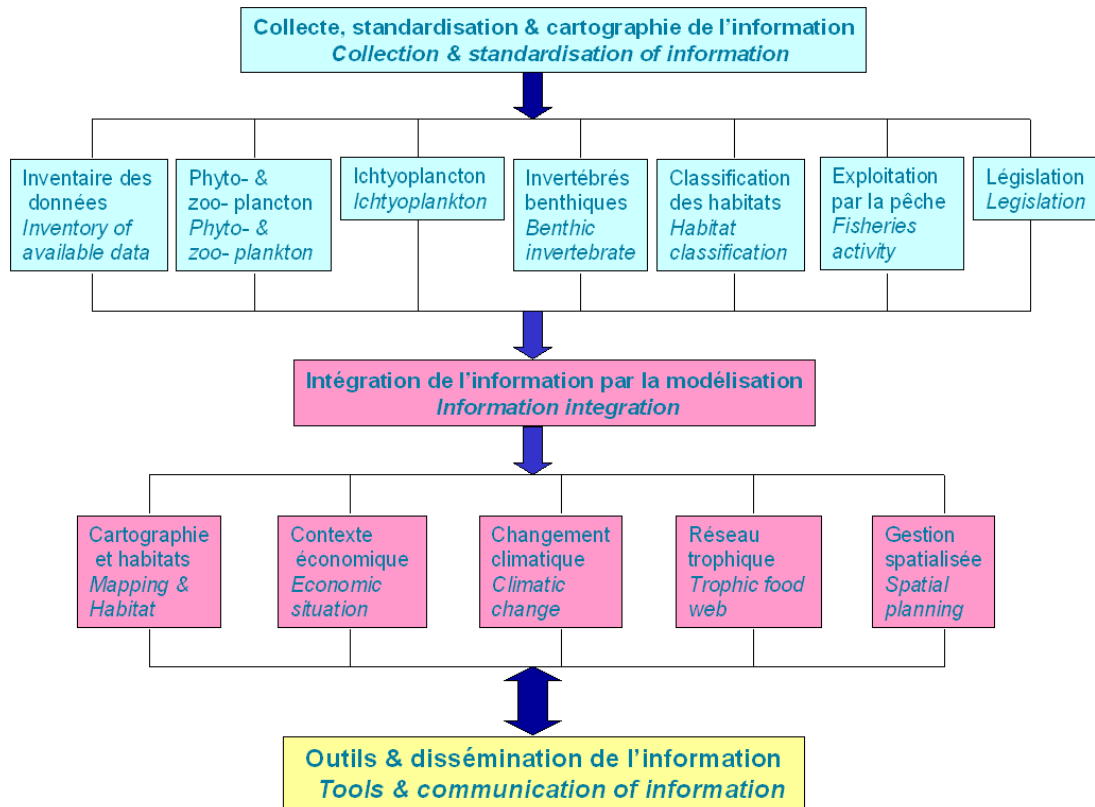 Collecte, standardisation & cartographie de l'information
Collection & standardisation of information
Inventaire des
données
Inventory of
available data
Phyto- &
zoo- plancton
Phyto- &
zoo- plankton
Ichtyoplancton
Ichtyoplankton
Invertébrés
benthiques
Benthic
invertebrate
Classification
des habitats
Habitat
classification
Exploitation
par la pêche
Fisheries
activity
Législation
Legislation
Intégration de l'information par la modélisation
Information integration
Cartographie
et habitats
Mapping &
Habitat
Contexte
économique
Economic
situation
Changement
climatique
Climatic
change
Réseau
trophique
Trophic food
web
Gestion
spatialisée
Spatial
planning
Outils & dissémination de l'information
Tools & communication of information